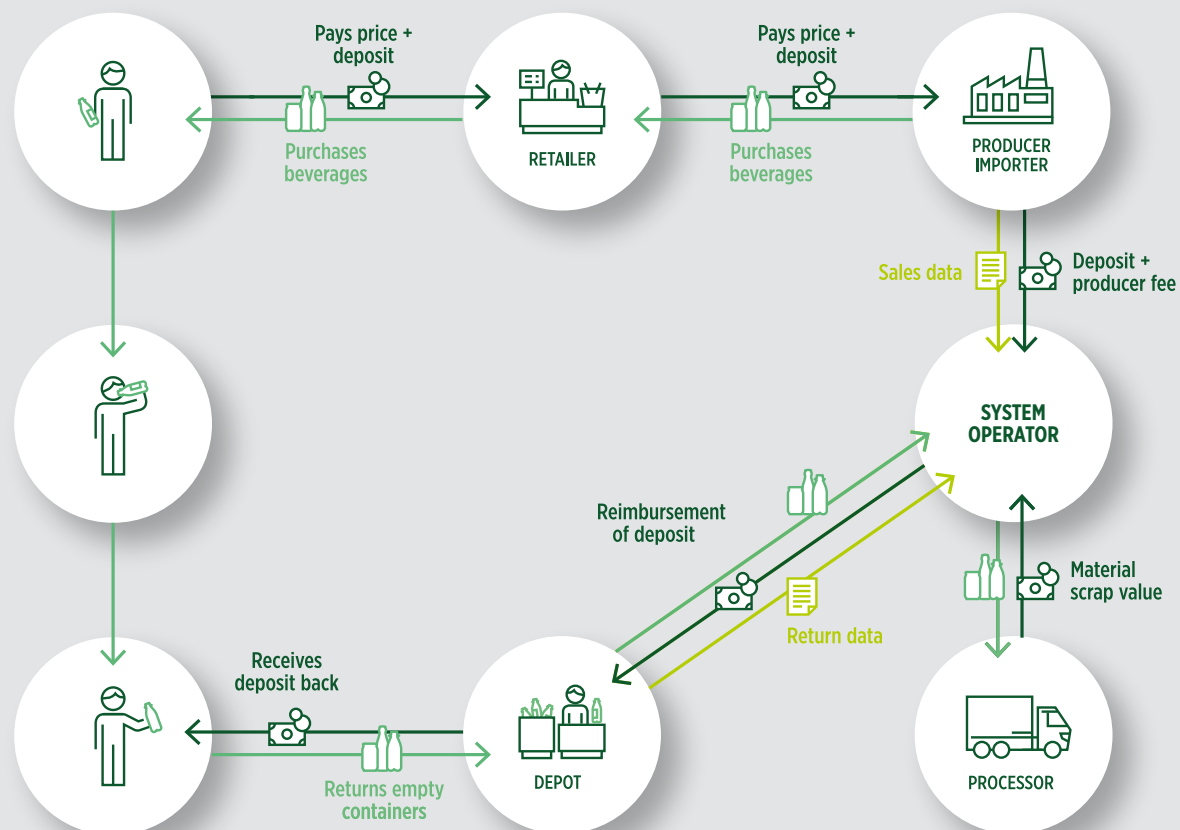 Pays price +
deposit
Pays price +
deposit
RETAILER
PRODUCER
IMPORTER
Purchases
beverages
Purchases
beverages
Sales data
Deposit +
producer fee
SYSTEM
OPERATOR
Reimbursement
of deposit
Material
scrap value
Return data
Receives
deposit back
DEPOT
PROCESSOR
Returns empty
containers